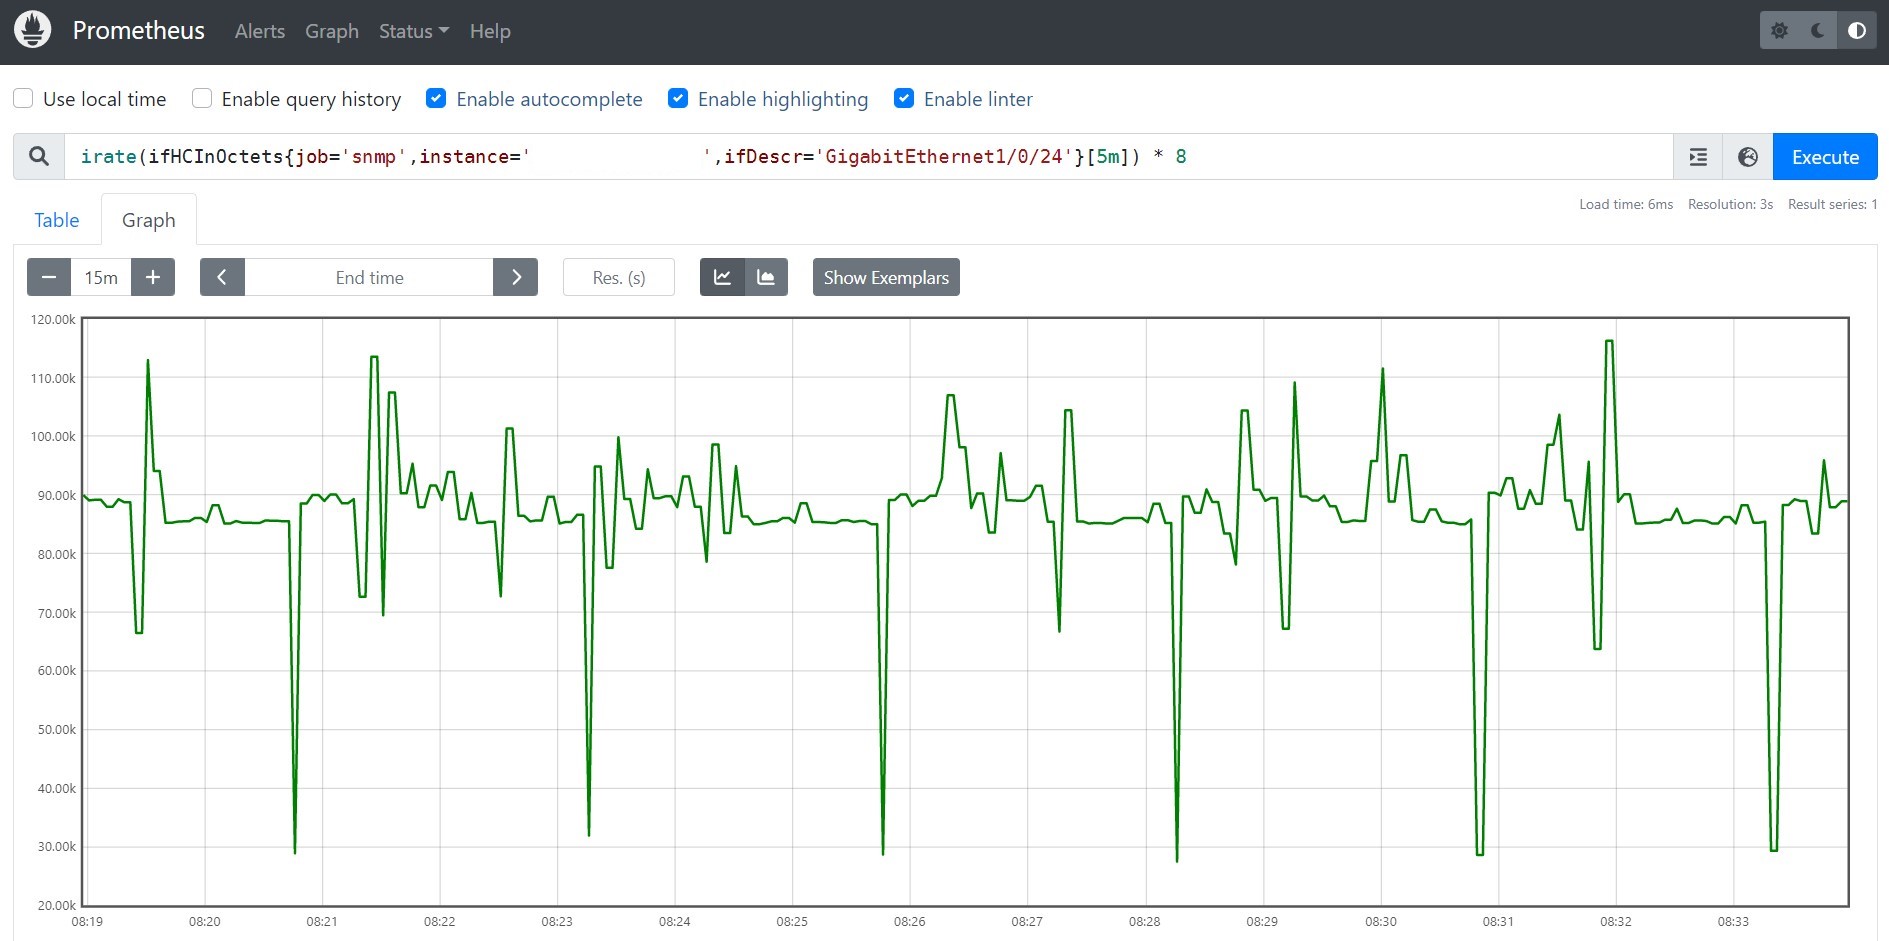 Prometheus Alerts Graph Status Help
Use local time Enable query history Enable autocomplete Enable highlighting Enable linter
irate(ifHCInOctets{job='snmp',instance='                ',ifDescr='GigabitEthernet1/0/24'}[5m]) * 8 Execute
Load time: 6ms Resolution: 3s Result series: 1
Table Graph
15m End time Res. (s) Show Exemplars
120.00k
110.00k
100.00k
90.00k
80.00k
70.00k
60.00k
50.00k
40.00k
30.00k
20.00k
08:19 08:20 08:21 08:22 08:23 08:24 08:25 08:26 08:27 08:28 08:29 08:30 08:31 08:32 08:33